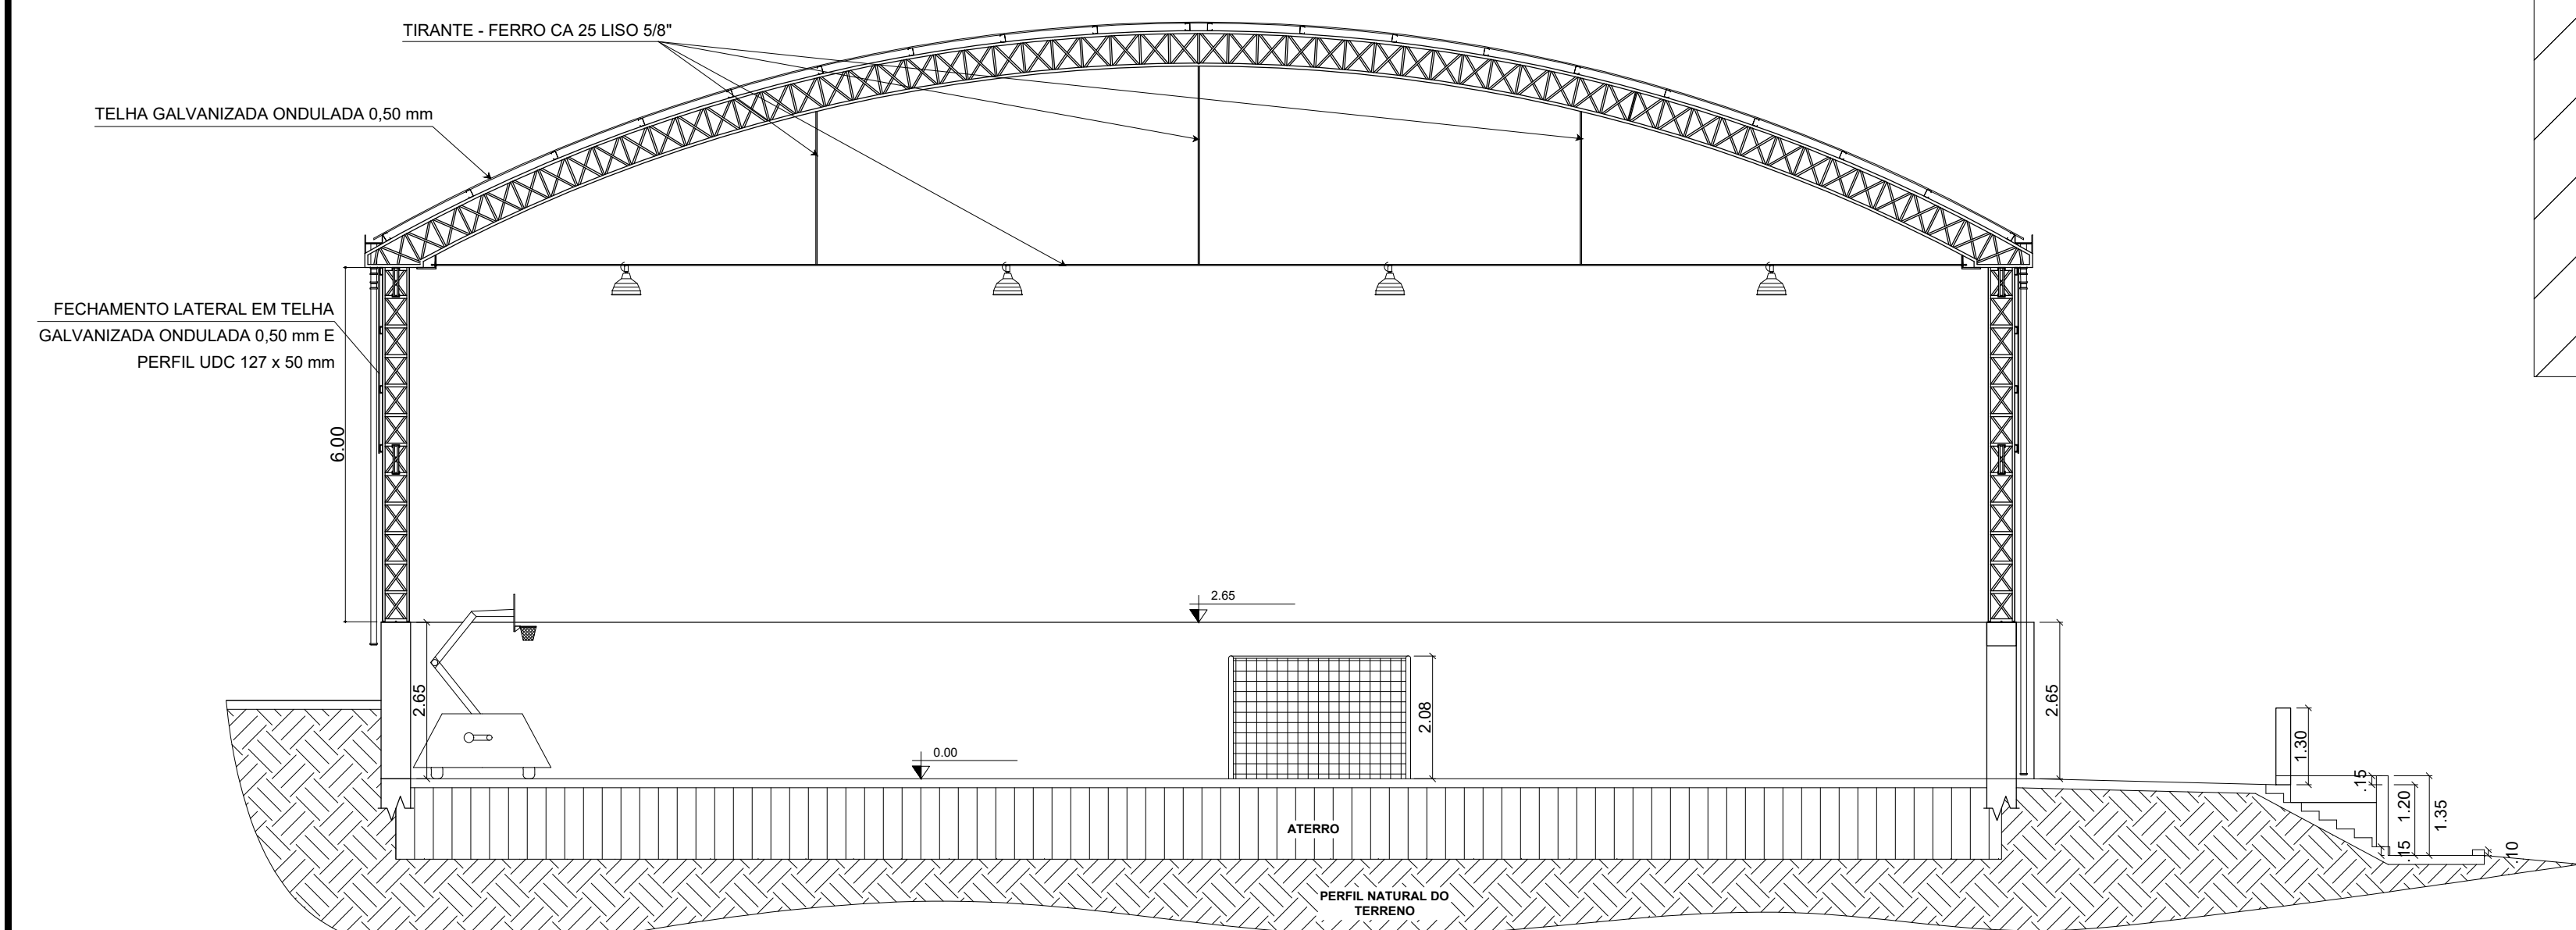 TIRANTE - FERRO CA 25 LISO 5/8"
TELHA GALVANIZADA ONDULADA 0,50 mm
FECHAMENTO LATERAL EM TELHA
GALVANIZADA ONDULADA 0,50 mm E
PERFIL UDC 127 x 50 mm
6.00
2.65
2.65
0.00
2.08
2.65
1.30
.15
1.20
1.35
.15
.10
ATERRO
PERFIL NATURAL DO
TERRENO